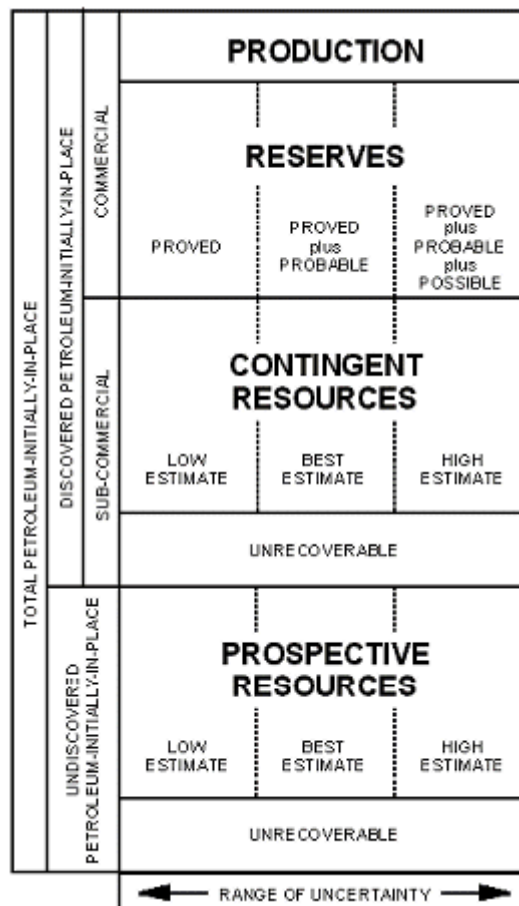 TOTAL PETROLEUM-INITIALLY-IN-PLACE
DISCOVERED PETROLEUM-INITIALLY-IN-PLACE
COMMERCIAL
PRODUCTION
RESERVES
PROVED
PROVED
plus
PROBABLE
PROVED
plus
PROBABLE
plus
POSSIBLE
SUB-COMMERCIAL
CONTINGENT
RESOURCES
LOW
ESTIMATE
BEST
ESTIMATE
HIGH
ESTIMATE
UNRECOVERABLE
UNDISCOVERED
PETROLEUM-INITIALLY-IN-PLACE
PROSPECTIVE
RESOURCES
LOW
ESTIMATE
BEST
ESTIMATE
HIGH
ESTIMATE
UNRECOVERABLE
RANGE OF UNCERTAINTY